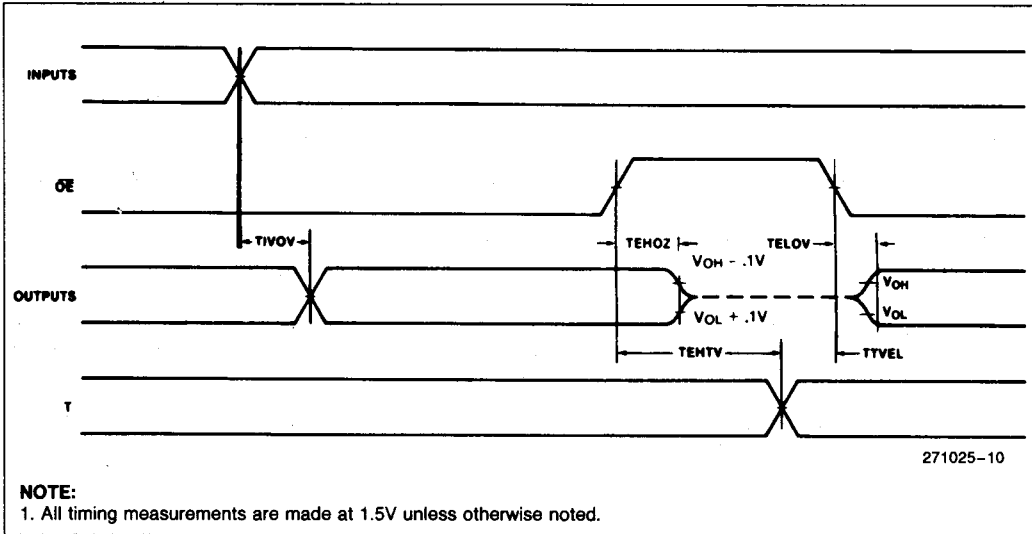 INPUTS
OE
TIVOV
TEHOZ
TELOV
VOH - .1V
OUTPUTS
VOH
VOL
VOL + .1V
TEHTV
TTVEL
T
271025-10
NOTE:
1. All timing measurements are made at 1.5V unless otherwise noted.